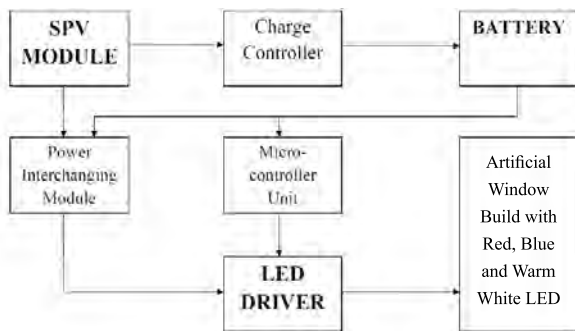 SPV
MODULE
Charge
Controller
BATTERY
Power
Interchanging
Module
Micro-
controller
Unit
Artificial
Window
Build with
Red, Blue
and Warm
White LED
LED
DRIVER